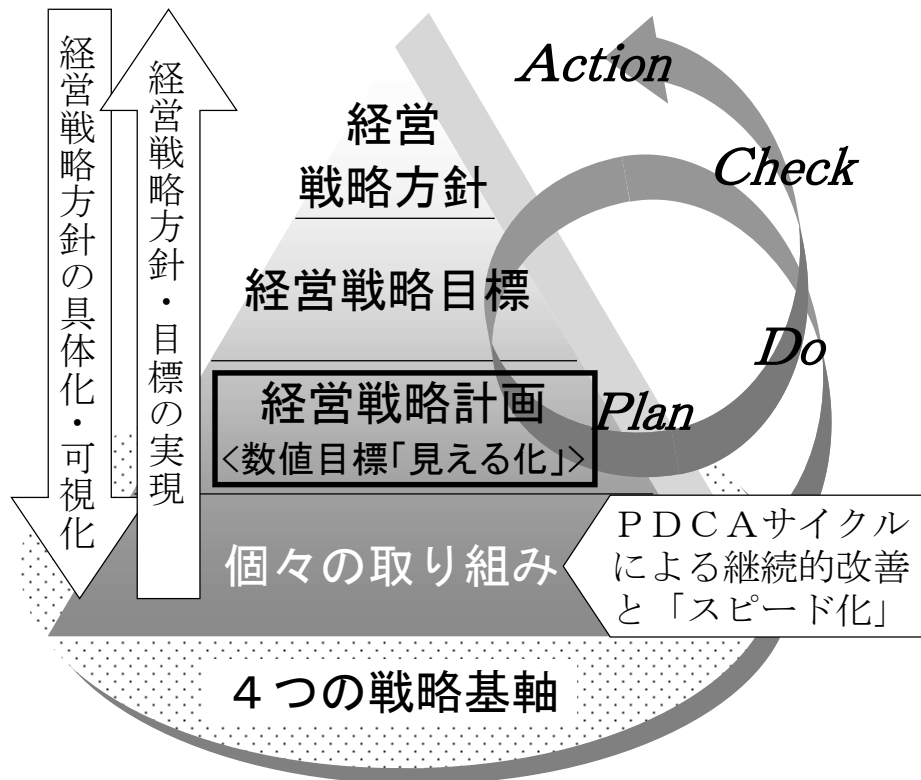 経営戦略方針の具体化・可視化
経営戦略方針・目標の実現
経営
戦略方針
経営戦略目標
経営戦略計画
<数値目標「見える化」>
個々の取り組み
４つの戦略基軸
Action
Check
Do
Plan
ＰＤＣＡサイクル
による継続的改善
と「スピード化」